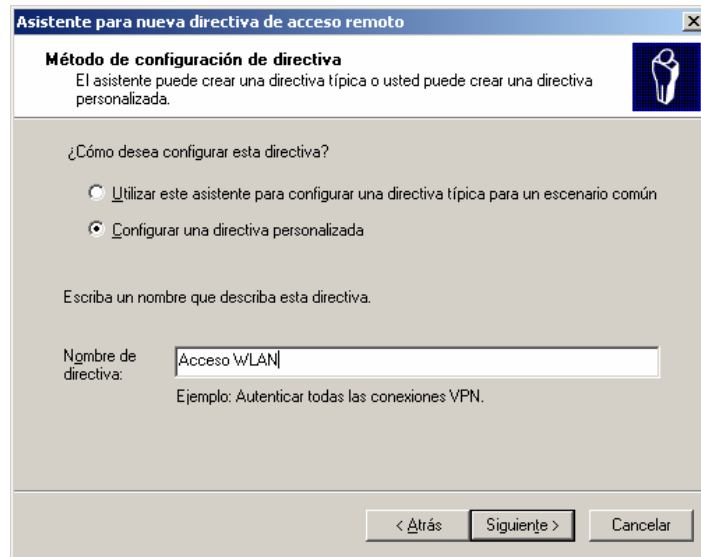 Asistente para nueva directiva de acceso remoto
Método de configuración de directiva
El asistente puede crear una directiva típica o usted puede crear una directiva
personalizada.
¿Cómo desea configurar esta directiva?
Utilizar este asistente para configurar una directiva típica para un escenario común
Configurar una directiva personalizada
Escriba un nombre que describa esta directiva.
Nombre de
directiva:
Acceso WLAN
Ejemplo: Autenticar todas las conexiones VPN.
< Atrás Siguiente > Cancelar